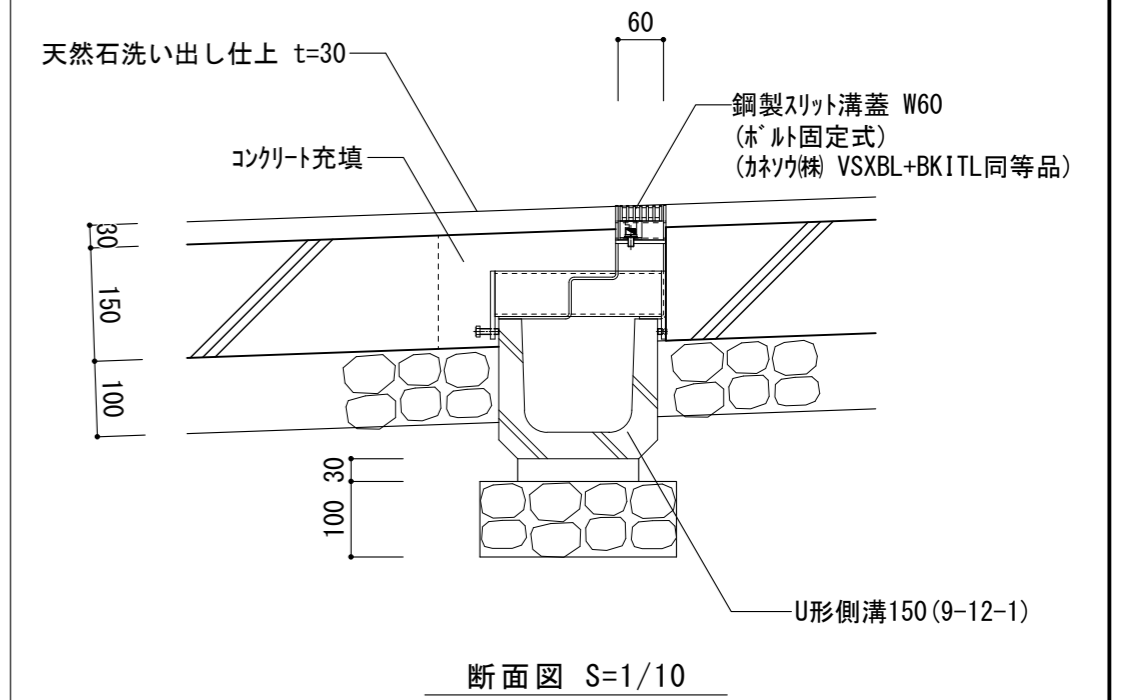 60
天然石洗い出し仕上 t=30
鋼製ｽﾘｯﾄ溝蓋 W60
(ﾎﾞﾙﾄ固定式)
(ｶﾈｿｳ㈱ VSXBL+BKITL同等品)
ｺﾝｸﾘｰﾄ充填
30
150
100
30
100
U形側溝150(9-12-1)
断面図 S=1/10